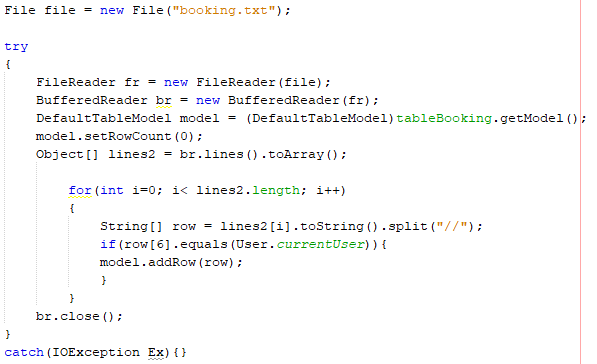 File file = new File("booking.txt");
try
{
FileReader fr = new FileReader(file);
BufferedReader br = new BufferedReader(fr);
DefaultTableModel model = (DefaultTableModel)tableBooking.getModel();
model.setRowCount(0);
Object[] lines2 = br.lines().toArray();
for(int i=0; i< lines2.length; i++)
{
String[] row = lines2[i].toString().split("//");
if(row[6].equals(User.currentUser)){
model.addRow(row);
}
}
br.close();
}
catch(IOException Ex){}